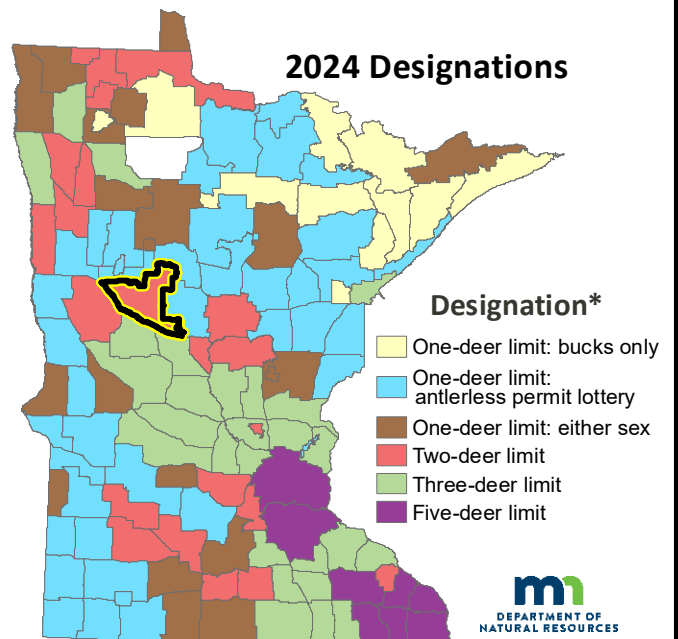 2024 Designations
Designation*
One-deer limit: bucks only
One-deer limit:
antlerless permit lottery
One-deer limit: either sex
Two-deer limit
Three-deer limit
Five-deer limit
mn
DEPARTMENT OF
NATURAL RESOURCES